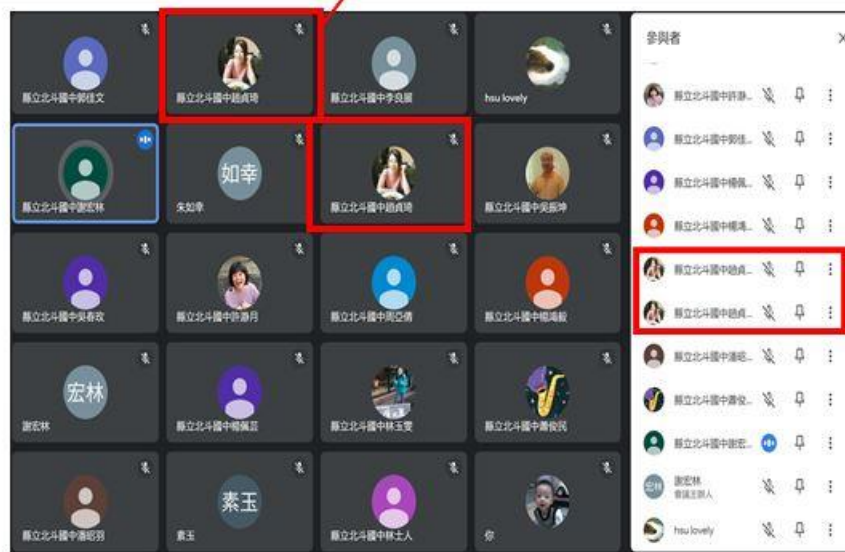 縣立北斗國中郭佳文
縣立北斗國中趙貞琦
縣立北斗國中李良展
hsu lovely
縣立北斗國中謝宏林
如幸
朱如幸
縣立北斗國中趙貞琦
縣立北斗國中吳振坤
縣立北斗國中吳春玫
縣立北斗國中許瀞月
縣立北斗國中周亞倩
縣立北斗國中楊鴻毅
宏林
謝宏林
縣立北斗國中楊佩芸
縣立北斗國中林玉雯
縣立北斗國中蕭俊民
縣立北斗國中潘昭羽
素玉
素玉
縣立北斗國中林士人
你
參與者
縣立北斗國中許瀞...
縣立北斗國中郭佳...
縣立北斗國中楊佩...
縣立北斗國中楊鴻...
縣立北斗國中趙貞...
縣立北斗國中趙貞...
縣立北斗國中潘昭...
縣立北斗國中蕭俊...
縣立北斗國中謝宏...
宏林
謝宏林
會議主辦人
hsu lovely